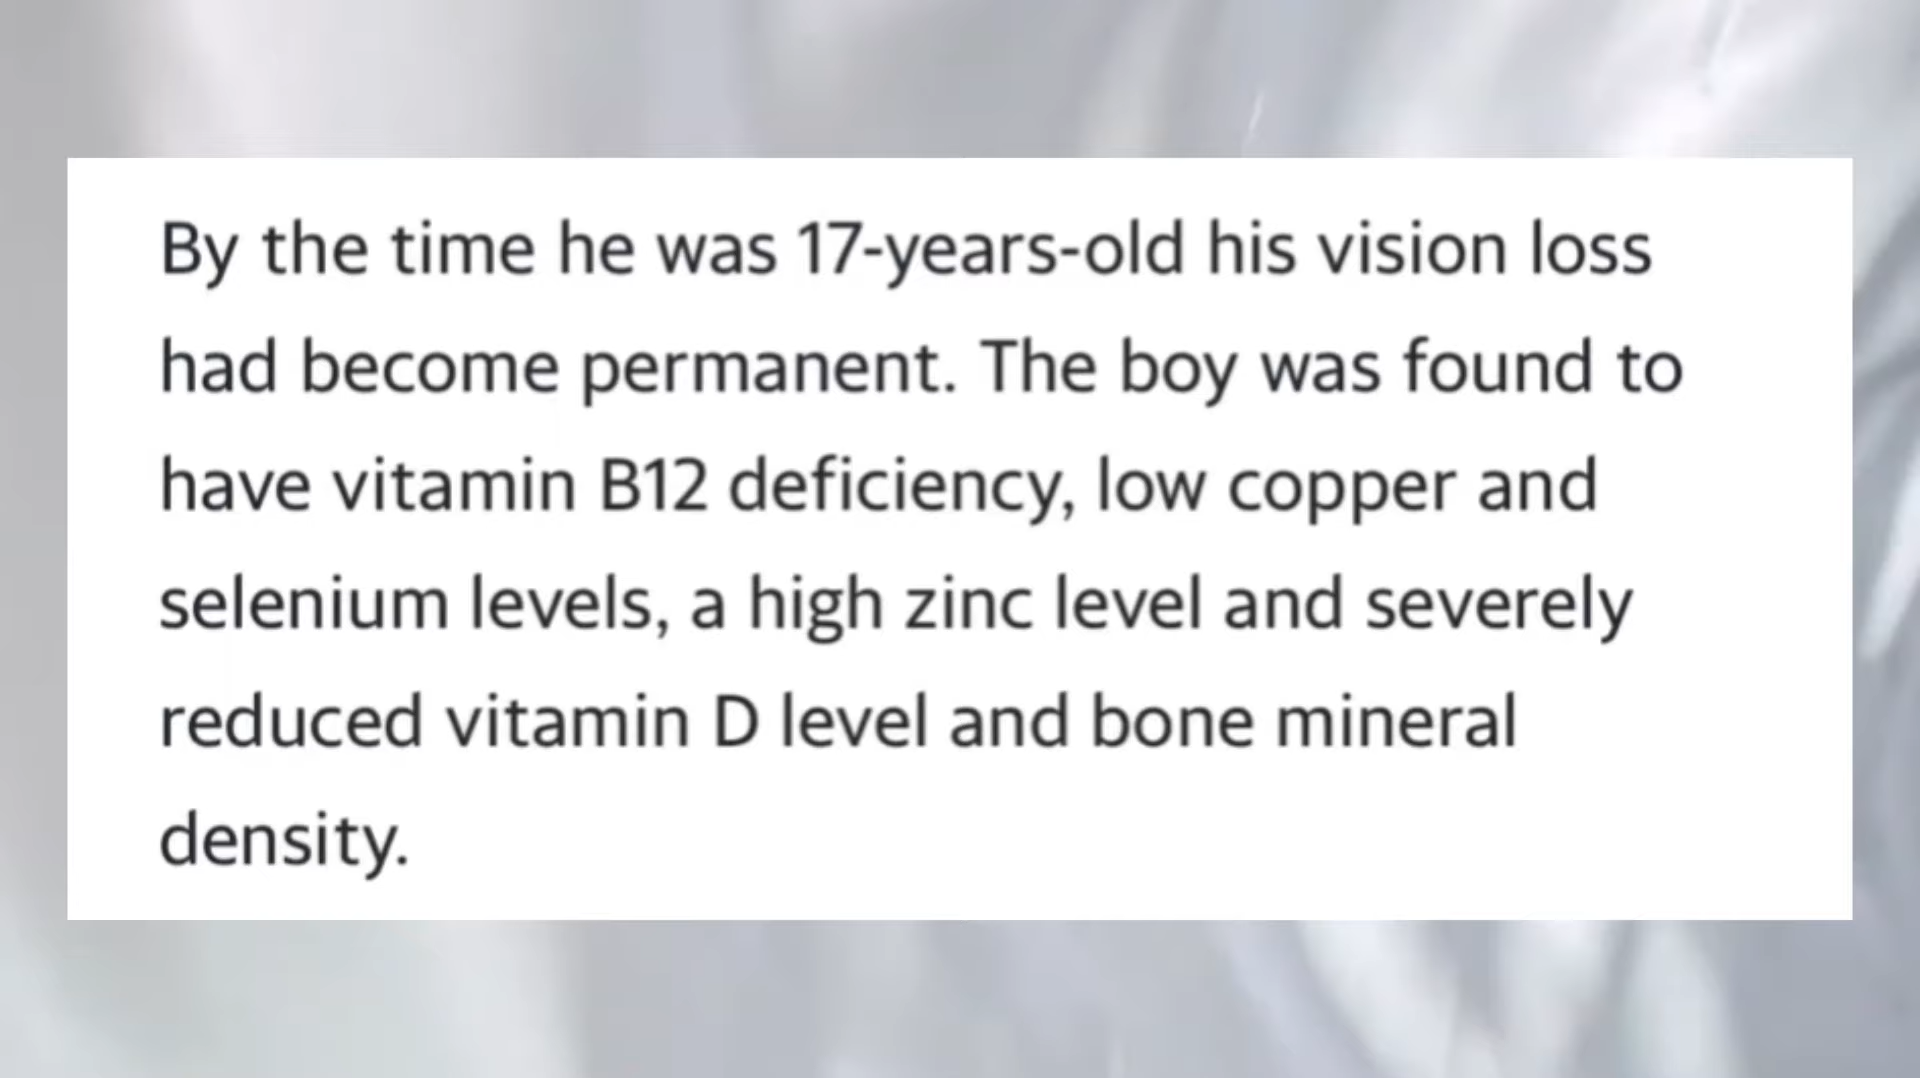 By the time he was 17-years-old his vision loss
had become permanent. The boy was found to
have vitamin B12 deficiency, low copper and
selenium levels, a high zinc level and severely
reduced vitamin D level and bone mineral
density.